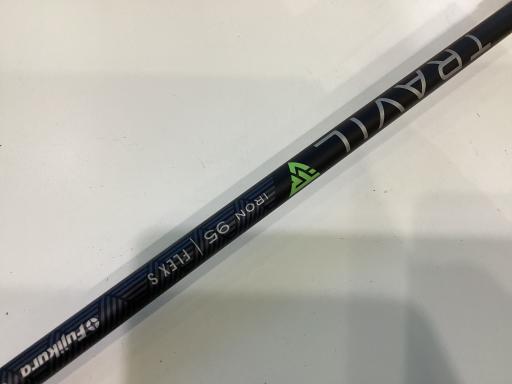 TRAVIL
IRON 95 | FLEX S
Fujikura